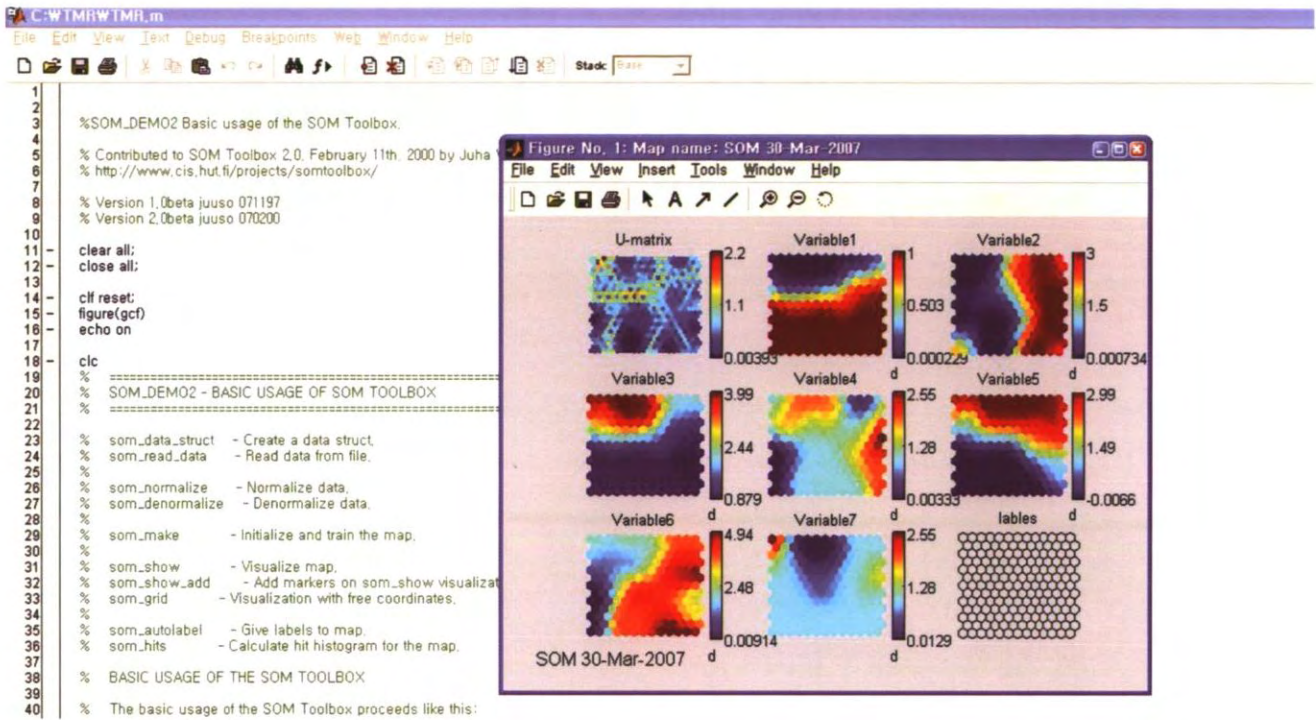 C:₩TMR₩TMR.m
File Edit View Text Debug Breakpoints Web Window Help
Stack: Base
1
2
3 %SOM_DEMO2 Basic usage of the SOM Toolbox.
4
5 % Contributed to SOM Toolbox 2.0, February 11th, 2000 by Juha
6 % http://www.cis.hut.fi/projects/somtoolbox/
7
8 % Version 1.0beta juuso 071197
9 % Version 2.0beta juuso 070200
10
11 - clear all;
12 - close all;
13
14 - clf reset;
15 - figure(gcf)
16 - echo on
17
18 - clc
19 % ==================================================
20 % SOM_DEMO2 - BASIC USAGE OF SOM TOOLBOX
21 % ==================================================
22
23 % som_data_struct - Create a data struct.
24 % som_read_data - Read data from file.
25 %
26 % som_normalize - Normalize data.
27 % som_denormalize - Denormalize data.
28 %
29 % som_make - Initialize and train the map.
30 %
31 % som_show - Visualize map.
32 % som_show_add - Add markers on som_show visualizat
33 % som_grid - Visualization with free coordinates.
34 %
35 % som_autolabel - Give labels to map.
36 % som_hits - Calculate hit histogram for the map.
37
38 % BASIC USAGE OF THE SOM TOOLBOX
39
40 % The basic usage of the SOM Toolbox proceeds like this:
Figure No. 1: Map name: SOM 30-Mar-2007
File Edit View Insert Tools Window Help
U-matrix
2.2
1.1
0.00393
Variable1
1
0.503
0.000229
d
Variable2
3
1.5
0.000734
d
Variable3
3.99
2.44
0.879
d
Variable4
2.55
1.28
0.00333
d
Variable5
2.99
1.49
-0.0066
d
Variable6
4.94
2.48
0.00914
d
Variable7
2.55
1.28
0.0129
d
lables
SOM 30-Mar-2007